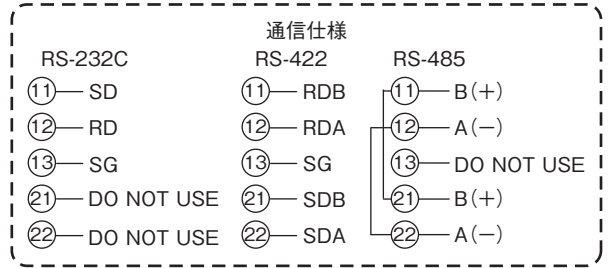 通信仕様
RS-232C RS-422 RS-485
11 SD 11 RDB 11 B(+)
12 RD 12 RDA 12 A(−)
13 SG 13 SG 13 DO NOT USE
21 DO NOT USE 21 SDB 21 B(+)
22 DO NOT USE 22 SDA 22 A(−)